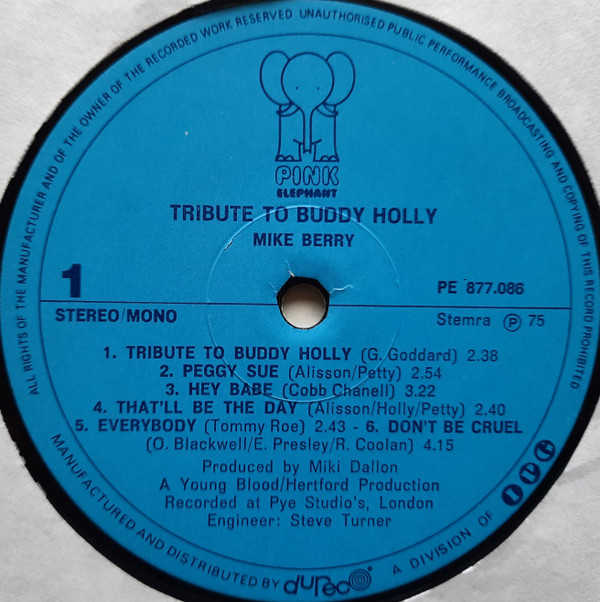 ALL RIGHTS OF THE MANUFACTURER AND OF THE OWNER OF THE RECORDED WORK RESERVED UNAUTHORISED PUBLIC PERFORMANCE BROADCASTING AND COPYING OF THIS RECORD PROHIBITED
PINK
ELEPHANT
TRIBUTE TO BUDDY HOLLY
MIKE BERRY
1
PE 877.086
STEREO/MONO
Stemra Ⓟ 75
1. TRIBUTE TO BUDDY HOLLY (G. Goddard) 2.38
2. PEGGY SUE (Alisson/Petty) 2.54
3. HEY BABE (Cobb Chanell) 3.22
4. THAT'LL BE THE DAY (Alisson/Holly/Petty) 2.40
5. EVERYBODY (Tommy Roe) 2.43 - 6. DON'T BE CRUEL
(O. Blackwell/E. Presley/R. Coolan) 4.15
Produced by Miki Dallon
A Young Blood/Hertford Production
Recorded at Pye Studio's, London
Engineer: Steve Turner
MANUFACTURED AND DISTRIBUTED BY dureco A DIVISION OF